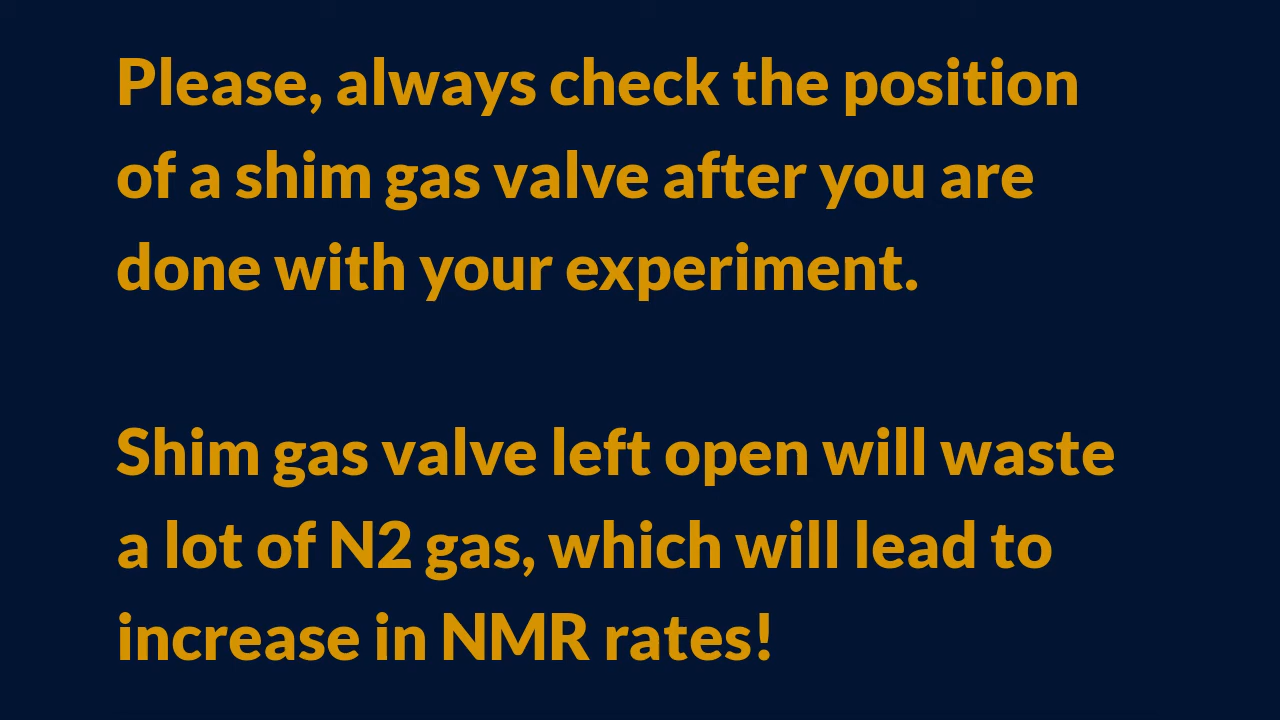 Please, always check the position
of a shim gas valve after you are
done with your experiment.
Shim gas valve left open will waste
a lot of N2 gas, which will lead to
increase in NMR rates!